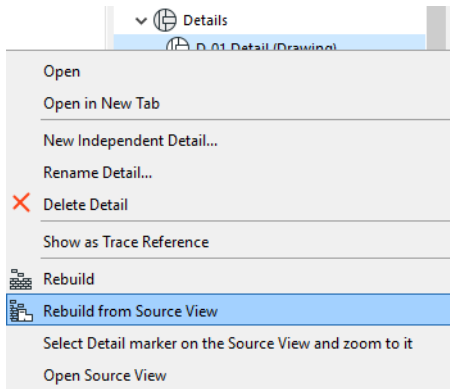 Details
D-01 Detail (Drawing)
Open
Open in New Tab
New Independent Detail...
Rename Detail...
Delete Detail
Show as Trace Reference
Rebuild
Rebuild from Source View
Select Detail marker on the Source View and zoom to it
Open Source View